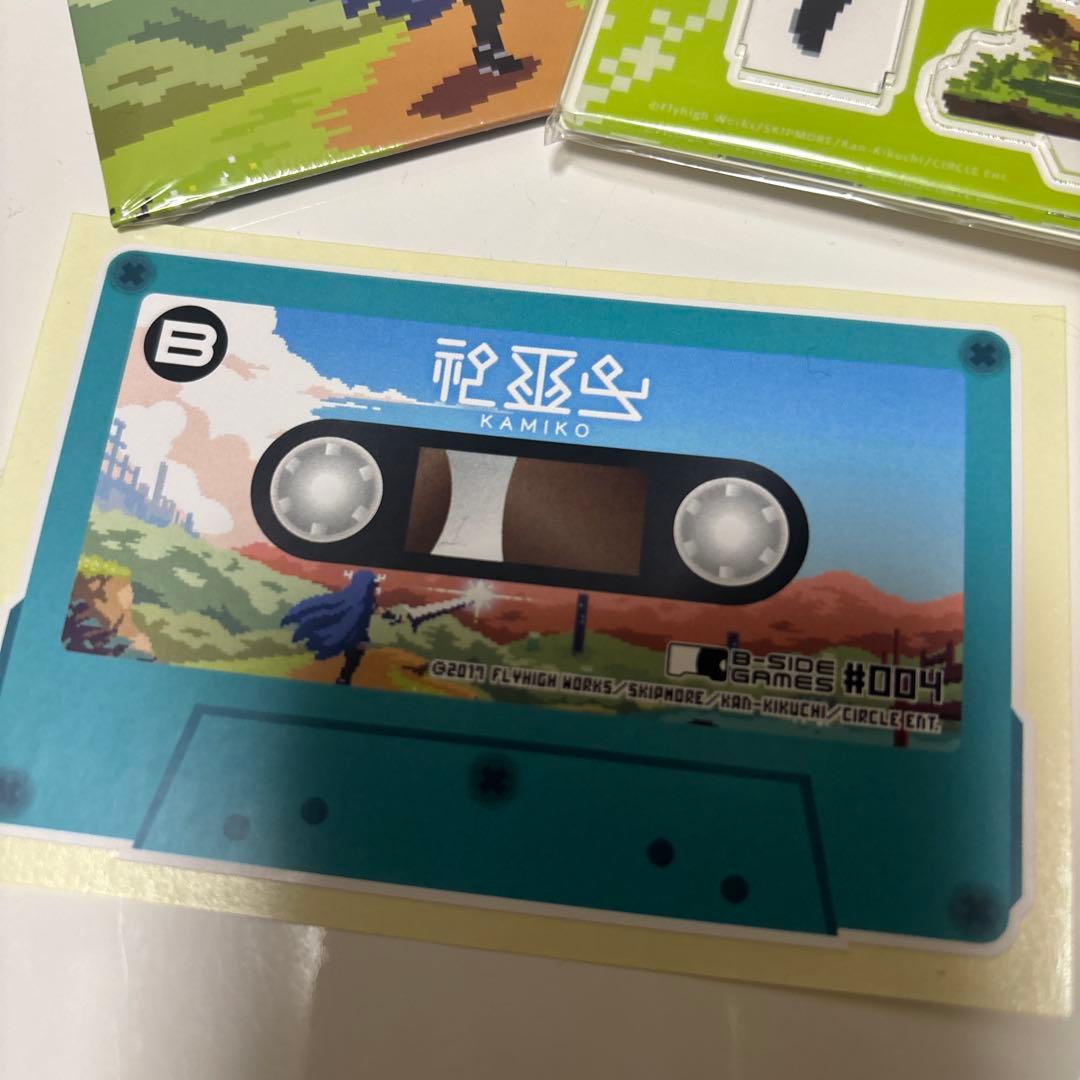 ©Flyhigh Works/SKIPMORE/Kan-Kikuchi/CIRCLE Ent.
B
神巫女
KAMIKO
B-SIDE
GAMES #004
©2017 FLYHIGH WORKS/SKIPMORE/KAN-KIKUCHI/CIRCLE ENT.